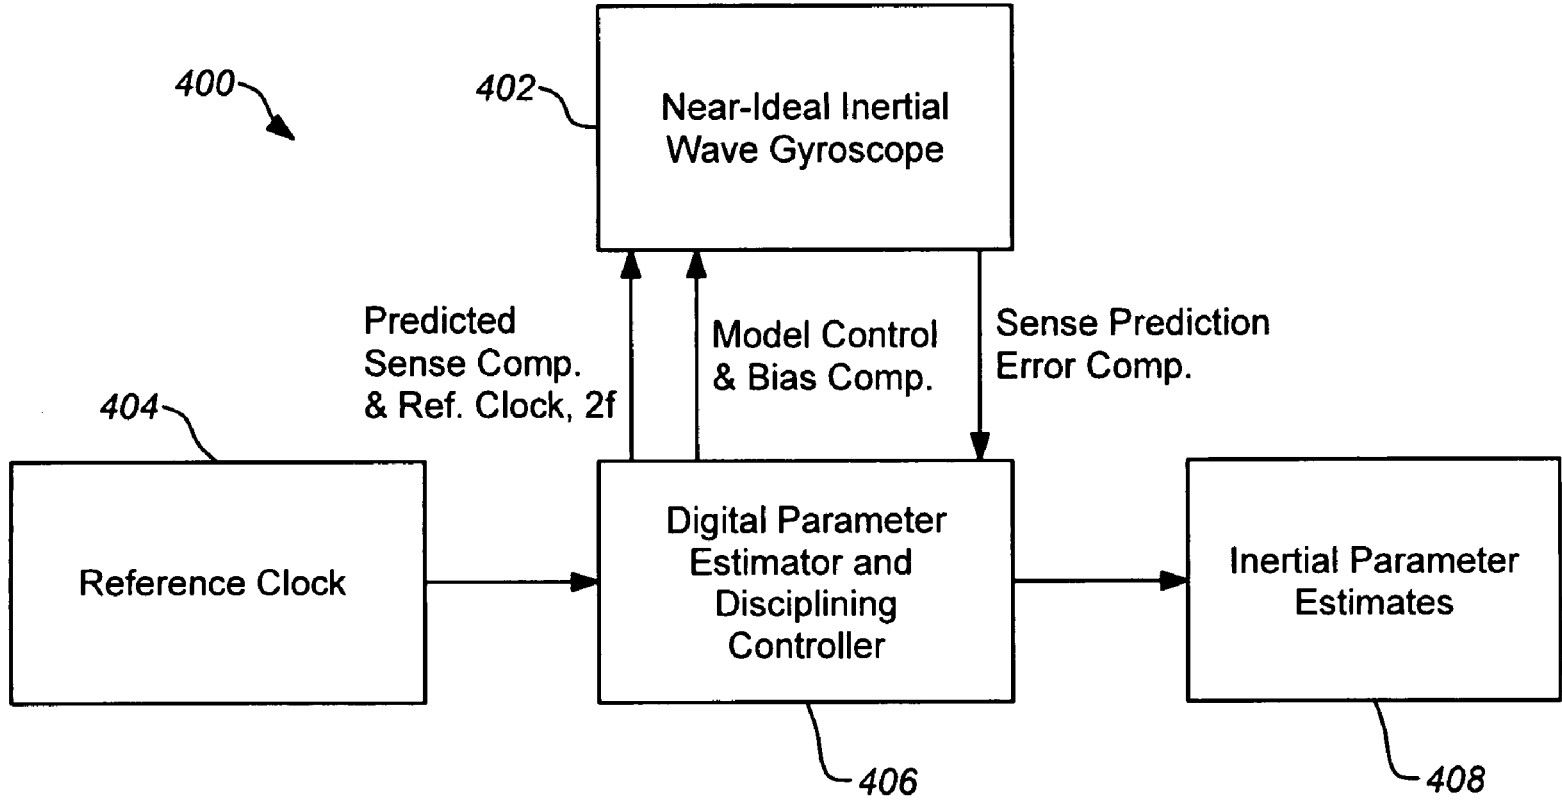 400
402
Near-Ideal Inertial
Wave Gyroscope
Predicted
Sense Comp.
& Ref. Clock, 2f
Model Control
& Bias Comp.
Sense Prediction
Error Comp.
404
Reference Clock
Digital Parameter
Estimator and
Disciplining
Controller
Inertial Parameter
Estimates
406
408